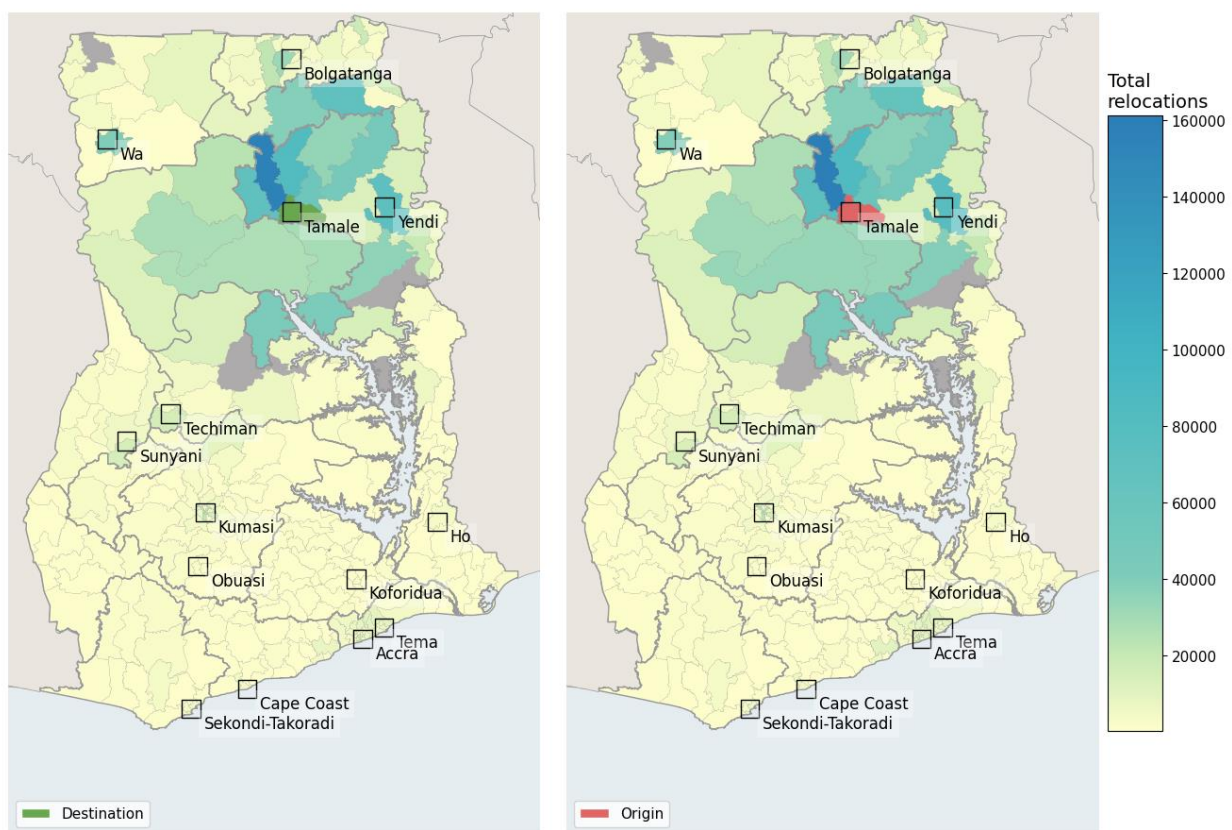 Bolgatanga
Wa
Yendi
Tamale
Techiman
Sunyani
Kumasi
Ho
Obuasi
Koforidua
Tema
Accra
Cape Coast
Sekondi-Takoradi
Destination
Bolgatanga
Wa
Yendi
Tamale
Techiman
Sunyani
Kumasi
Ho
Obuasi
Koforidua
Tema
Accra
Cape Coast
Sekondi-Takoradi
Origin
Total
relocations
160000
140000
120000
100000
80000
60000
40000
20000